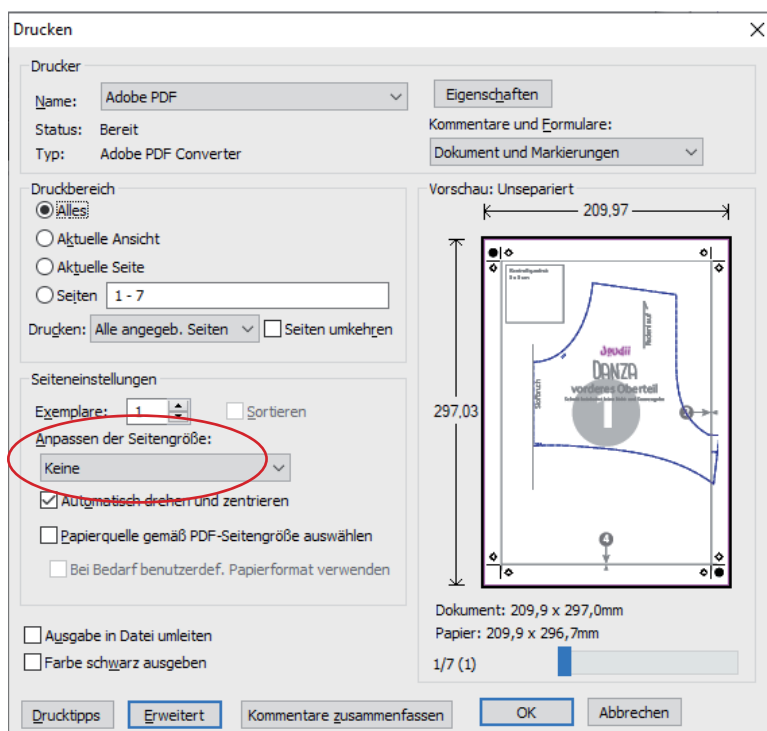 Drucken
Drucker
Name: Adobe PDF
Eigenschaften
Status: Bereit
Kommentare und Formulare:
Typ: Adobe PDF Converter
Dokument und Markierungen
Druckbereich
Alles
Aktuelle Ansicht
Aktuelle Seite
Seiten 1 - 7
Drucken: Alle angegeb. Seiten Seiten umkehren
Seiteneinstellungen
Exemplare: 1 Sortieren
Anpassen der Seitengröße:
Keine
Automatisch drehen und zentrieren
Papierquelle gemäß PDF-Seitengröße auswählen
Bei Bedarf benutzerdef. Papierformat verwenden
Ausgabe in Datei umleiten
Farbe schwarz ausgeben
Vorschau: Unsepariert
209,97
297,03
DANZA
vorderes Oberteil
1
4
Dokument: 209,9 x 297,0mm
Papier: 209,9 x 296,7mm
1/7 (1)
Drucktipps
Erweitert
Kommentare zusammenfassen
OK
Abbrechen